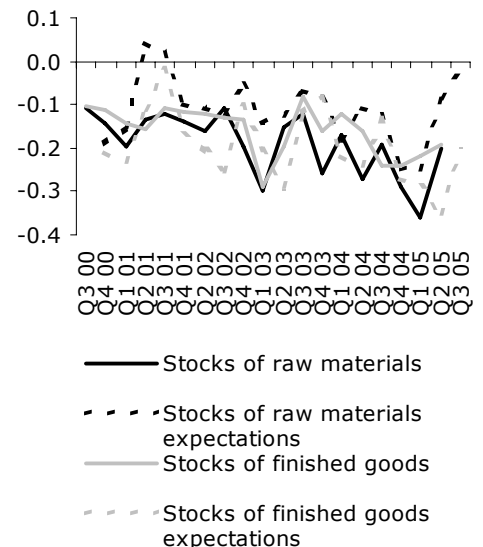 0.1
0.0
-0.1
-0.2
-0.3
-0.4
Q3 00
Q4 00
Q1 01
Q2 01
Q3 01
Q4 01
Q1 02
Q2 02
Q3 02
Q4 02
Q1 03
Q2 03
Q3 03
Q4 03
Q1 04
Q2 04
Q3 04
Q4 04
Q1 05
Q2 05
Q3 05
Stocks of raw materials
Stocks of raw materials
expectations
Stocks of finished goods
Stocks of finished goods
expectations